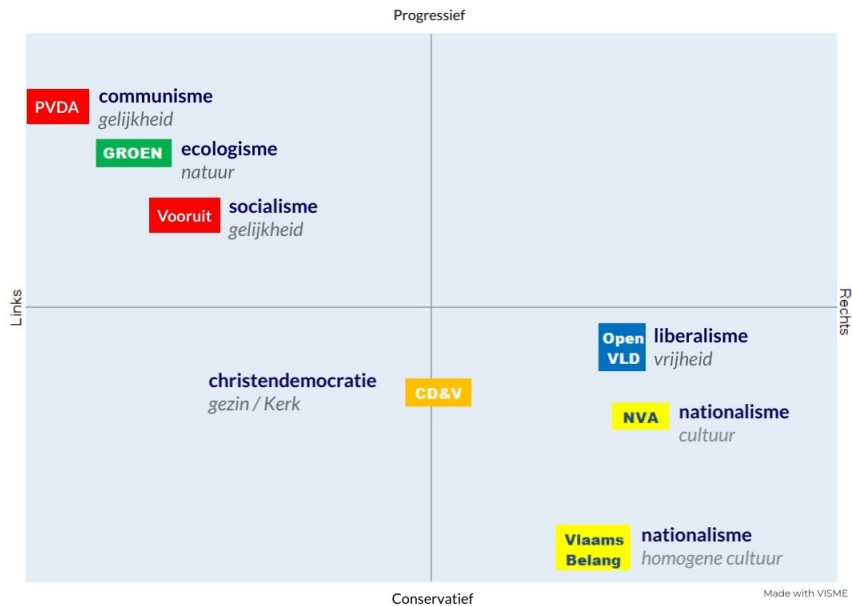 Progressief
PVDA
communisme
gelijkheid
GROEN
ecologisme
natuur
Vooruit
socialisme
gelijkheid
Links
Rechts
Open
VLD
liberalisme
vrijheid
christendemocratie
gezin / Kerk
CD&V
NVA
nationalisme
cultuur
Vlaams
Belang
nationalisme
homogene cultuur
Conservatief
Made with VISME